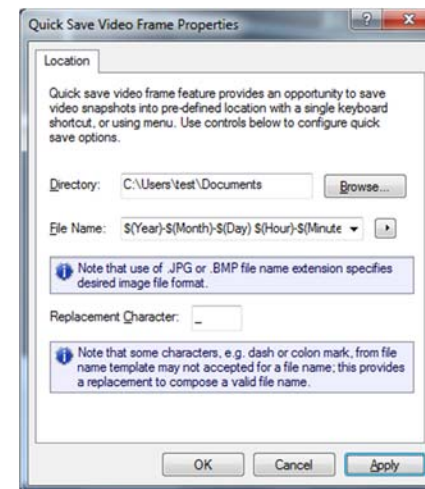 Quick Save Video Frame Properties
Location
Quick save video frame feature provides an opportunity to save
video snapshots into pre-defined location with a single keyboard
shortcut, or using menu. Use controls below to configure quick
save options.
Directory: C:\Users\test\Documents Browse...
File Name: $(Year)-$(Month)-$(Day) $(Hour)-$(Minute
Note that use of .JPG or .BMP file name extension specifies
desired image file format.
Replacement Character: _
Note that some characters, e.g. dash or colon mark, from file
name template may not accepted for a file name; this provides
a replacement to compose a valid file name.
OK Cancel Apply